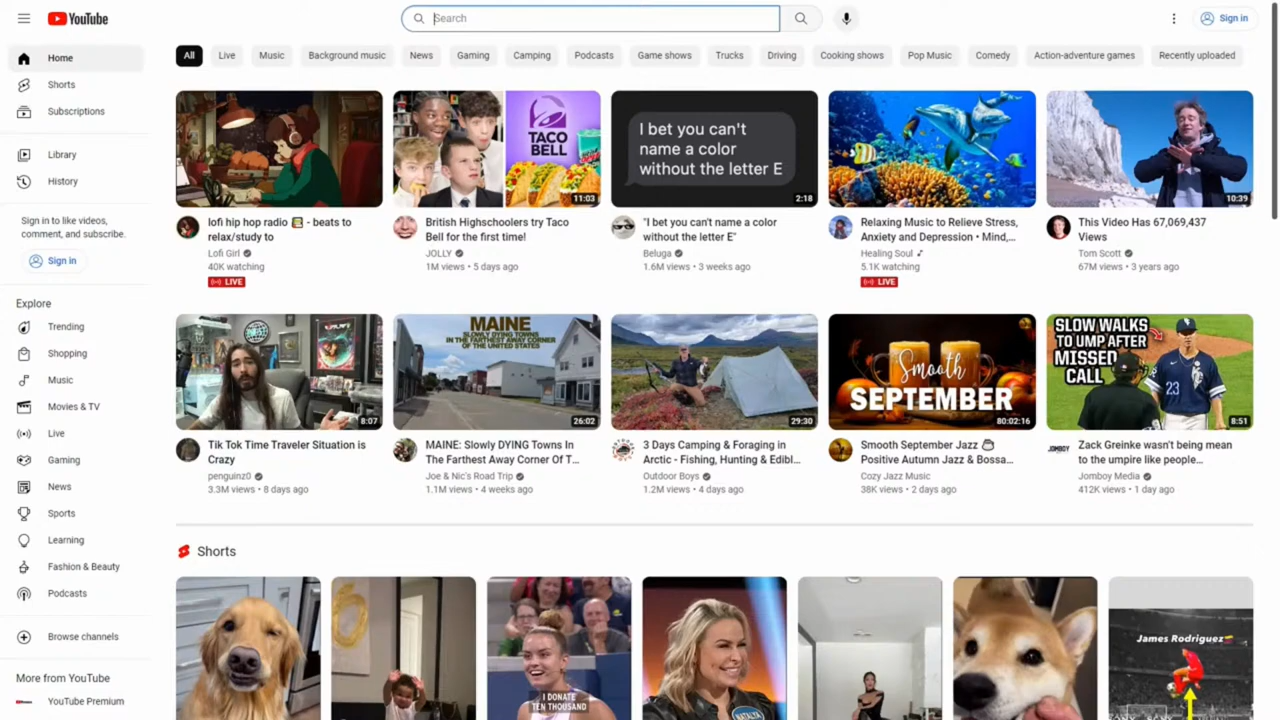 YouTube
Search
Sign in
Home
Shorts
Subscriptions
Library
History
Sign in to like videos,
comment, and subscribe.
Sign in
Explore
Trending
Shopping
Music
Movies & TV
Live
Gaming
News
Sports
Learning
Fashion & Beauty
Podcasts
Browse channels
More from YouTube
YouTube Premium
All
Live
Music
Background music
News
Gaming
Camping
Podcasts
Game shows
Trucks
Driving
Cooking shows
Pop Music
Comedy
Action-adventure games
Recently uploaded
lofi hip hop radio 📚 - beats to
relax/study to
Lofi Girl
40K watching
LIVE
TACO
BELL
11:03
British Highschoolers try Taco
Bell for the first time!
JOLLY
1M views • 5 days ago
I bet you can't
name a color
without the letter E
2:18
"I bet you can't name a color
without the letter E"
Beluga
1.6M views • 3 weeks ago
Relaxing Music to Relieve Stress,
Anxiety and Depression • Mind,...
Healing Soul ♪
5.1K watching
LIVE
10:39
This Video Has 67,069,437
Views
Tom Scott
67M views • 3 years ago
8:07
Tik Tok Time Traveler Situation is
Crazy
penguinz0
3.3M views • 8 days ago
MAINE
SLOWLY DYING TOWNS
IN THE FARTHEST AWAY CORNER
OF THE UNITED STATES
26:02
MAINE: Slowly DYING Towns In
The Farthest Away Corner Of T...
Joe & Nic's Road Trip
1.1M views • 4 weeks ago
29:30
3 Days Camping & Foraging in
Arctic - Fishing, Hunting & Edibl...
Outdoor Boys
1.2M views • 4 days ago
Smooth
SEPTEMBER
80:02:16
Smooth September Jazz ☕
Positive Autumn Jazz & Bossa...
Cozy Jazz Music
38K views • 2 days ago
SLOW WALKS
TO UMP AFTER
MISSED
CALL
23
8:51
JOMBOY
Zack Greinke wasn't being mean
to the umpire like people...
Jomboy Media
412K views • 1 day ago
Shorts
I DONATE
TEN THOUSAND
NATALYA
James Rodriguez